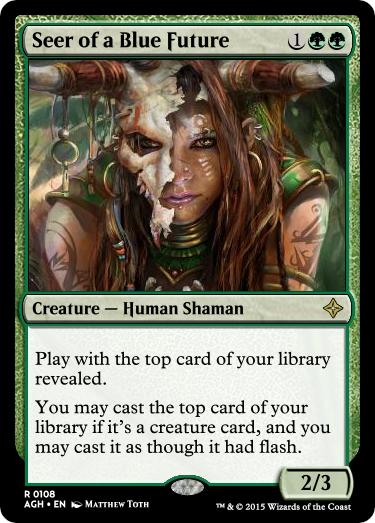 Seer of a Blue Future 1
Creature — Human Shaman
Play with the top card of your library
revealed.
You may cast the top card of your
library if it's a creature card, and you
may cast it as though it had flash.
2/3
R 0108
AGH • EN Matthew Toth
™ & © 2015 Wizards of the Coast